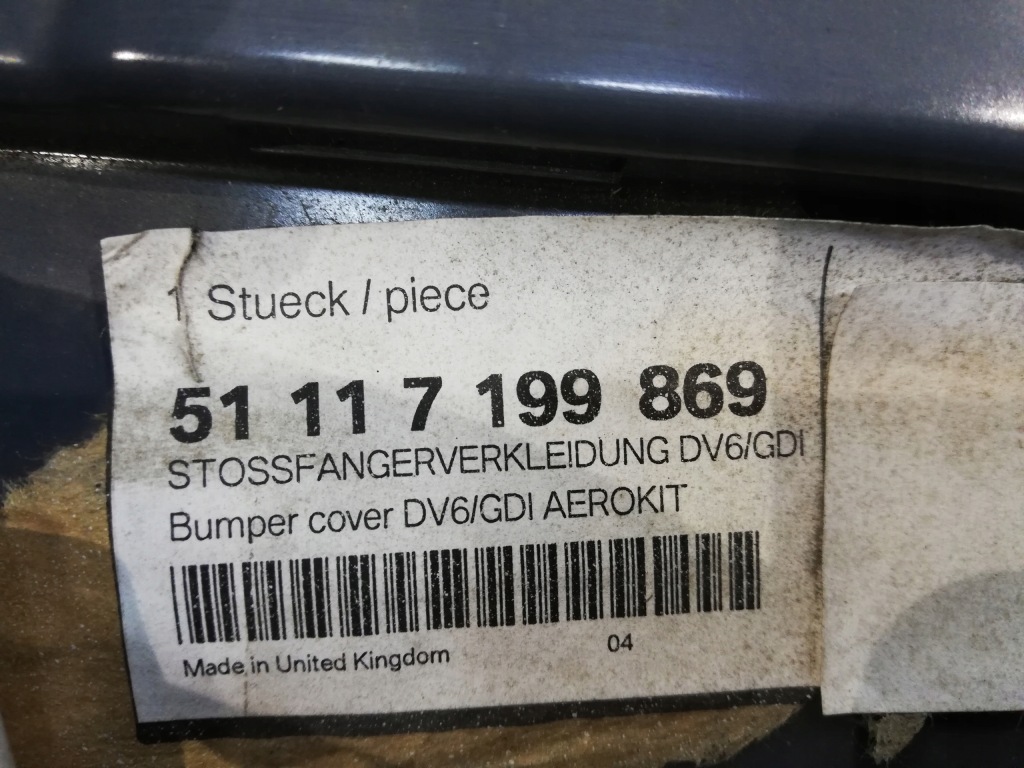 1 Stueck / piece
51 11 7 199 869
STOSSFANGERVERKLEIDUNG DV6/GDI
Bumper cover DV6/GDI AEROKIT
Made in United Kingdom
04